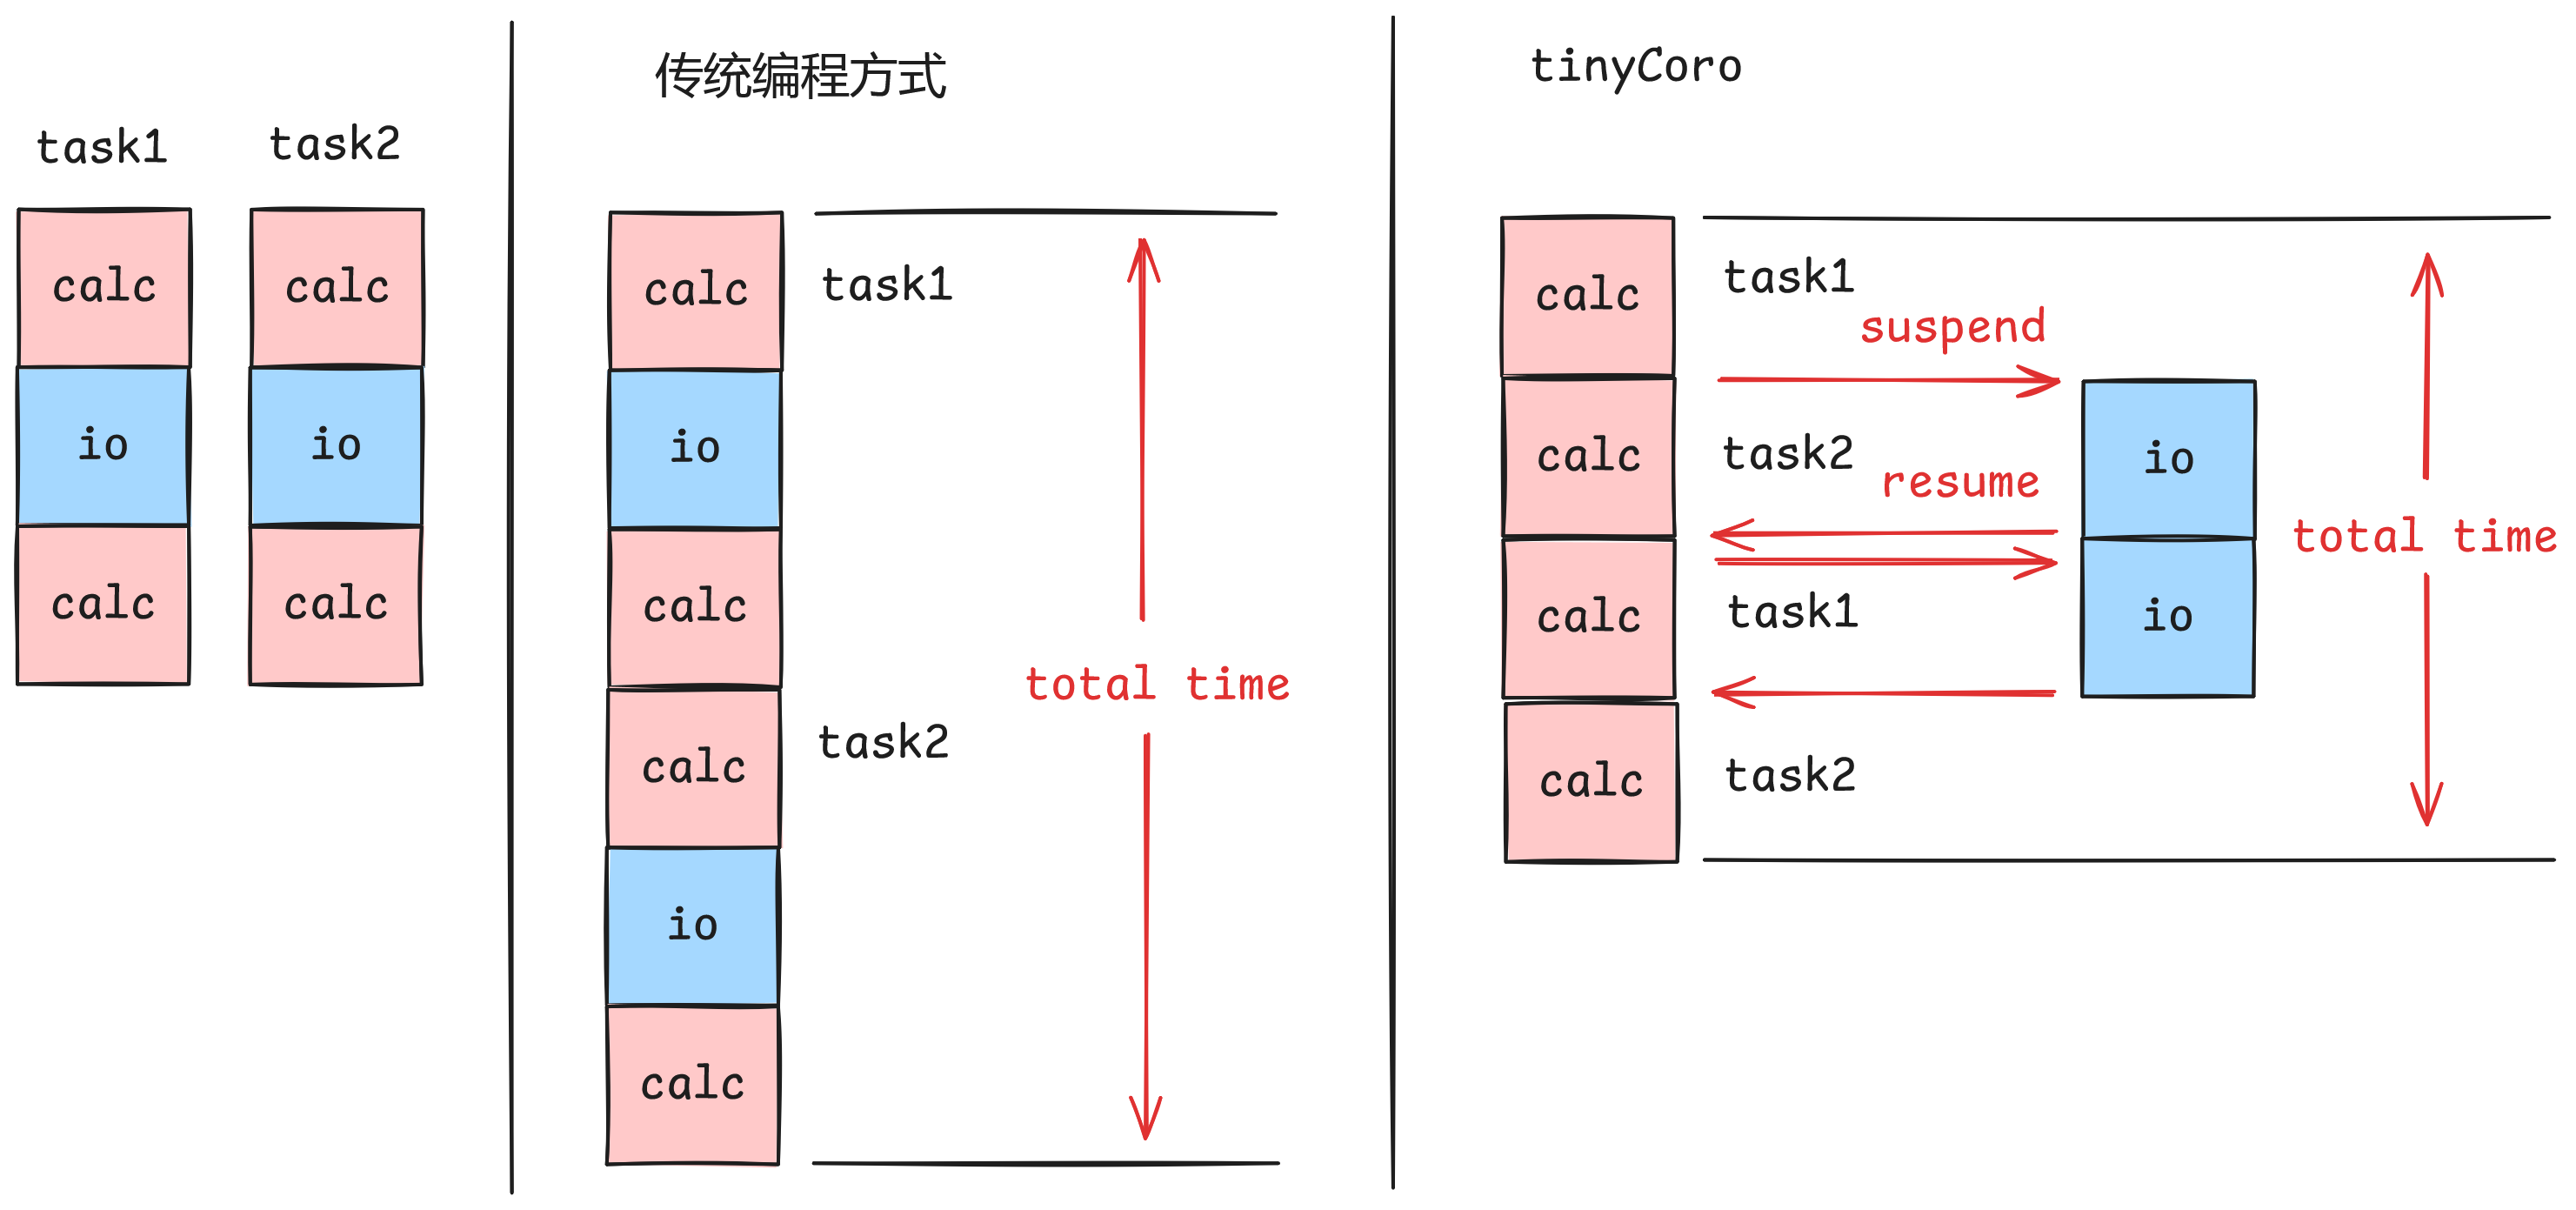 task1
task2
calc
calc
io
io
calc
calc
传统编程方式
calc
task1
io
calc
total time
calc
task2
io
calc
tinyCoro
calc
task1
suspend
calc
task2
io
resume
total time
calc
task1
io
calc
task2